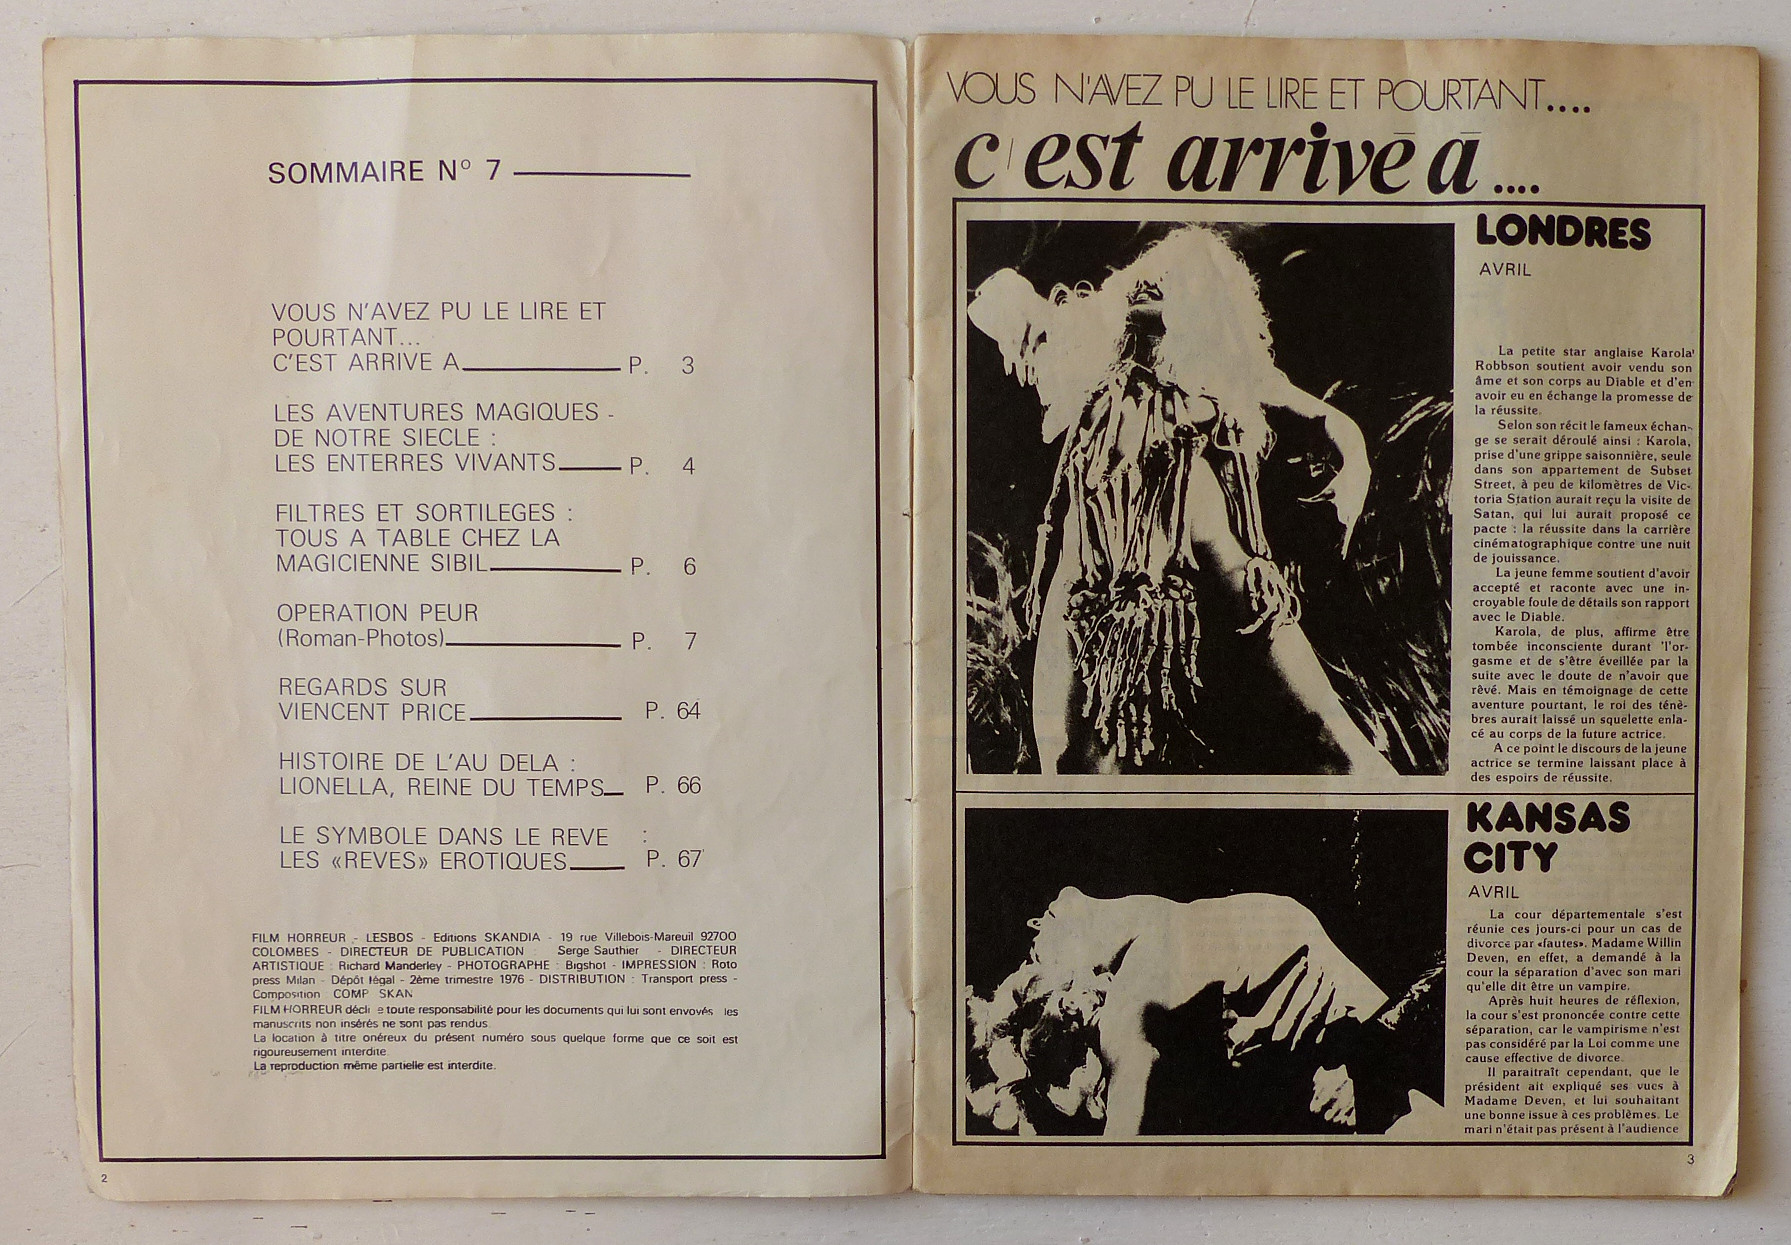 SOMMAIRE Nº 7
VOUS N'AVEZ PU LE LIRE ET
POURTANT...
C'EST ARRIVE A P. 3
LES AVENTURES MAGIQUES -
DE NOTRE SIECLE :
LES ENTERRES VIVANTS P. 4
FILTRES ET SORTILEGES :
TOUS A TABLE CHEZ LA
MAGICIENNE SIBIL P. 6
OPERATION PEUR
(Roman-Photos) P. 7
REGARDS SUR
VIENCENT PRICE P. 64
HISTOIRE DE L'AU DELA :
LIONELLA, REINE DU TEMPS P. 66
LE SYMBOLE DANS LE REVE :
LES «REVES» EROTIQUES P. 67
FILM HORREUR - LESBOS - Editions SKANDIA - 19 rue Villebois-Mareuil 92700
COLOMBES - DIRECTEUR DE PUBLICATION : Serge Sauthier - DIRECTEUR
ARTISTIQUE : Richard Manderley - PHOTOGRAPHE : Bigshot - IMPRESSION : Roto
press Milan - Dépôt légal - 2ème trimestre 1976 - DISTRIBUTION : Transport press -
Composition COMP SKAN
FILM HORREUR décli e toute responsabilité pour les documents qui lui sont envoyés les
manuscrits non insérés ne sont pas rendus
La location à titre onéreux du présent numéro sous quelque forme que ce soit est
rigoureusement interdite
La reproduction même partielle est interdite.
2
VOUS N'AVEZ PU LE LIRE ET POURTANT....
c'est arrivé à ....
LONDRES
AVRIL
La petite star anglaise Karola
Robbson soutient avoir vendu son
âme et son corps au Diable et d'en
avoir eu en échange la promesse de
la réussite.
Selon son récit le fameux échan-
ge se serait déroulé ainsi : Karola,
prise d'une grippe saisonnière, seule
dans son appartement de Subset
Street, à peu de kilomètres de Vic-
toria Station aurait reçu la visite de
Satan, qui lui aurait proposé ce
pacte : la réussite dans la carrière
cinématographique contre une nuit
de jouissance.
La jeune femme soutient d'avoir
accepté et raconte avec une in-
croyable foule de détails son rapport
avec le Diable.
Karola, de plus, affirme être
tombée inconsciente durant 'l'or-
gasme et de s'être éveillée par la
suite avec le doute de n'avoir que
rêvé. Mais en témoignage de cette
aventure pourtant, le roi des ténè-
bres aurait laissé un squelette enla-
cé au corps de la future actrice.
A ce point le discours de la jeune
actrice se termine laissant place à
des espoirs de réussite.
KANSAS
CITY
AVRIL
La cour départementale s'est
réunie ces jours-ci pour un cas de
divorce par «fautes». Madame Willin
Deven, en effet, a demandé à la
cour la séparation d'avec son mari
qu'elle dit être un vampire.
Après huit heures de réflexion,
la cour s'est prononcée contre cette
séparation, car le vampirisme n'est
pas considéré par la Loi comme une
cause effective de divorce.
Il paraitraît cependant, que le
président ait expliqué ses vues à
Madame Deven, et lui souhaitant
une bonne issue à ces problèmes. Le
mari n'était pas présent à l'audience
3